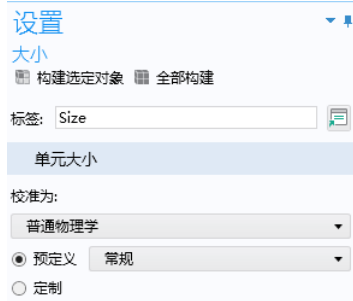 设置
大小
构建选定对象 全部构建
标签: Size
单元大小
校准为:
普通物理学
预定义 常规
定制